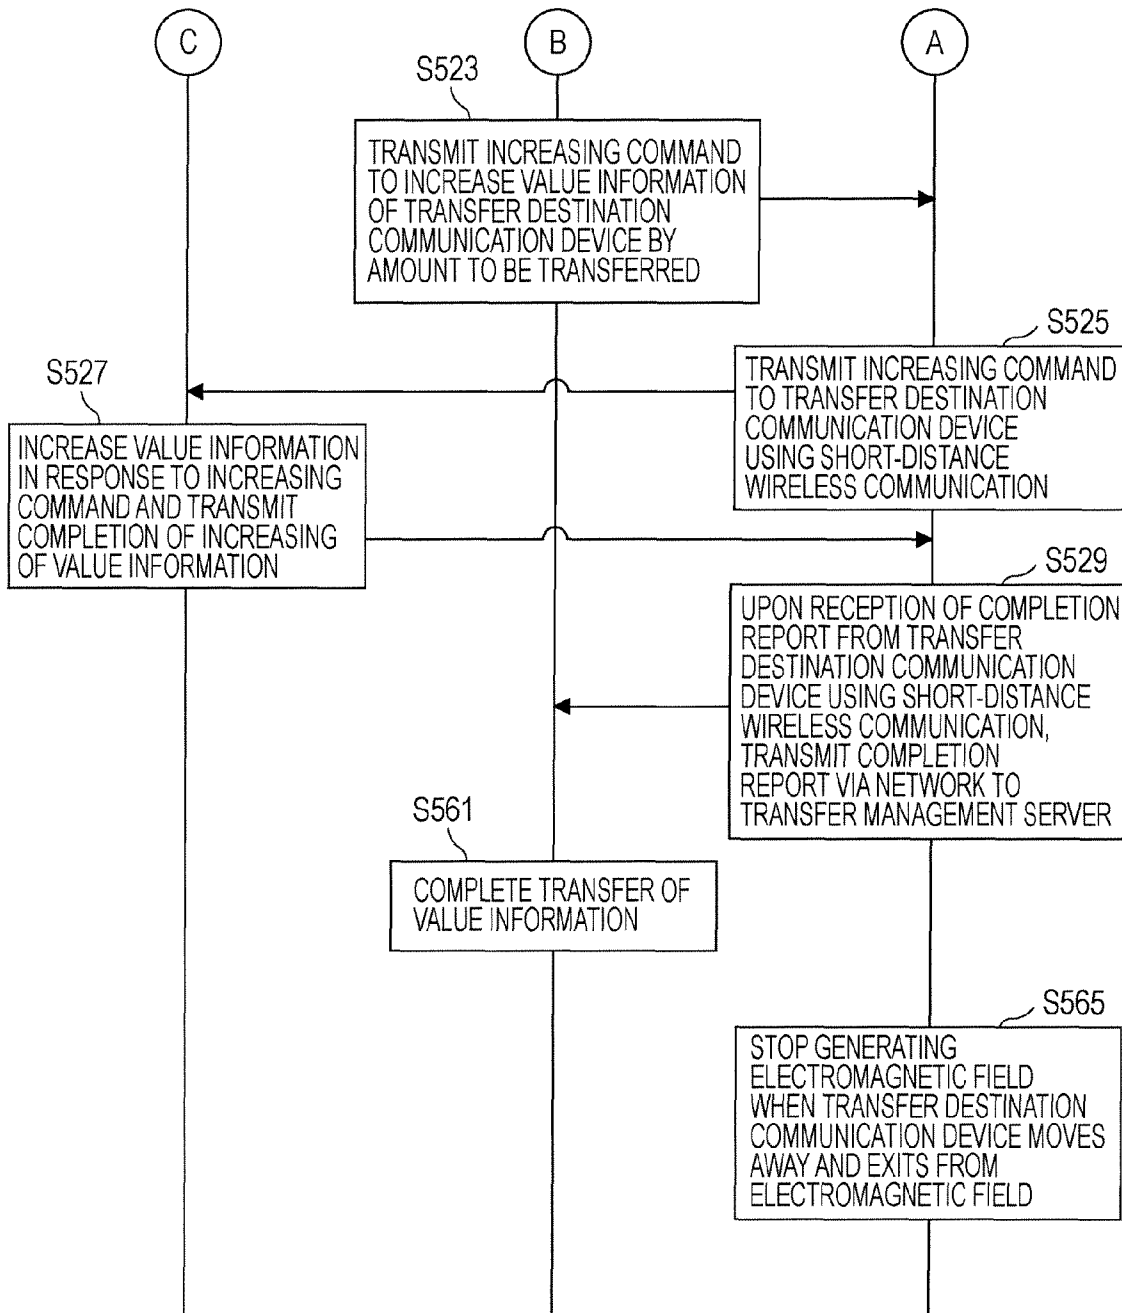 C
B
A
S523
TRANSMIT INCREASING COMMAND
TO INCREASE VALUE INFORMATION
OF TRANSFER DESTINATION
COMMUNICATION DEVICE BY
AMOUNT TO BE TRANSFERRED
S525
TRANSMIT INCREASING COMMAND
TO TRANSFER DESTINATION
COMMUNICATION DEVICE
USING SHORT-DISTANCE
WIRELESS COMMUNICATION
S527
INCREASE VALUE INFORMATION
IN RESPONSE TO INCREASING
COMMAND AND TRANSMIT
COMPLETION OF INCREASING
OF VALUE INFORMATION
S529
UPON RECEPTION OF COMPLETION
REPORT FROM TRANSFER
DESTINATION COMMUNICATION
DEVICE USING SHORT-DISTANCE
WIRELESS COMMUNICATION,
TRANSMIT COMPLETION
REPORT VIA NETWORK TO
TRANSFER MANAGEMENT SERVER
S561
COMPLETE TRANSFER OF
VALUE INFORMATION
S565
STOP GENERATING
ELECTROMAGNETIC FIELD
WHEN TRANSFER DESTINATION
COMMUNICATION DEVICE MOVES
AWAY AND EXITS FROM
ELECTROMAGNETIC FIELD